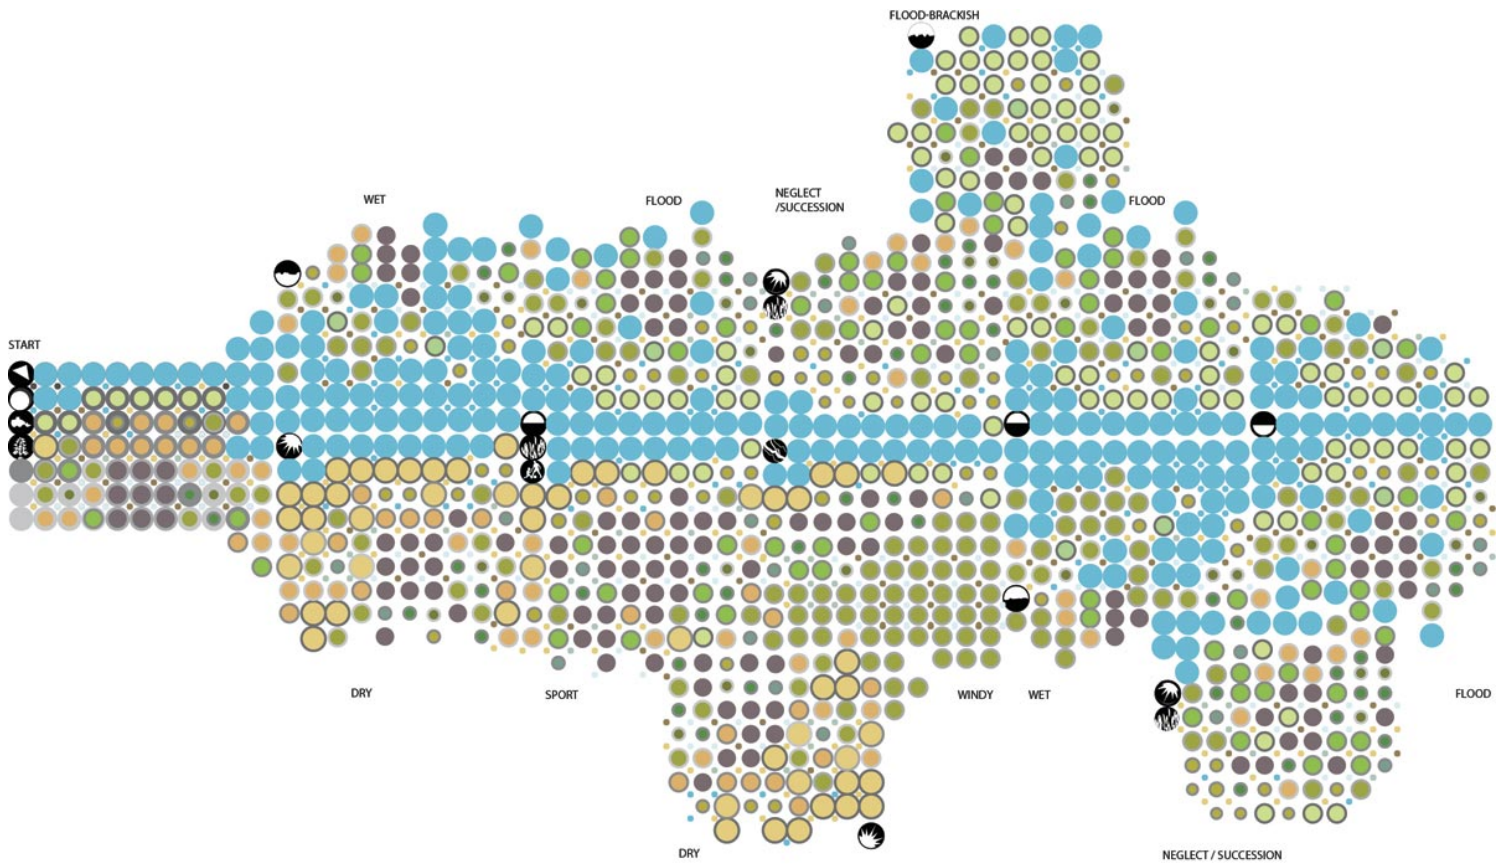 FLOOD-BRACKISH
WET
FLOOD
NEGLECT
/SUCCESSION
FLOOD
START
DRY
SPORT
WINDY
WET
FLOOD
DRY
NEGLECT / SUCCESSION